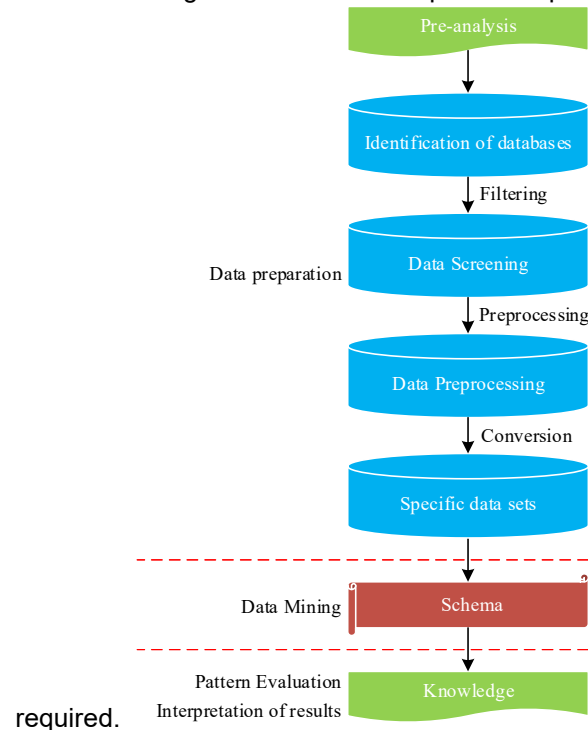 Pre-analysis
Identification of databases
Filtering
Data Screening
Data preparation
Preprocessing
Data Preprocessing
Conversion
Specific data sets
Data Mining
Schema
Pattern Evaluation
Knowledge
Interpretation of results
required.